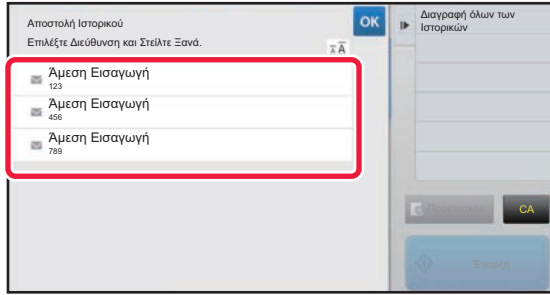 Αποστολή Ιστορικού
Επιλέξτε Διεύθυνση και Στείλτε Ξανά.
OK
Διαγραφή όλων των
Ιστορικών
Άμεση Εισαγωγή
123
Άμεση Εισαγωγή
456
Άμεση Εισαγωγή
789
CA
Έναρξη